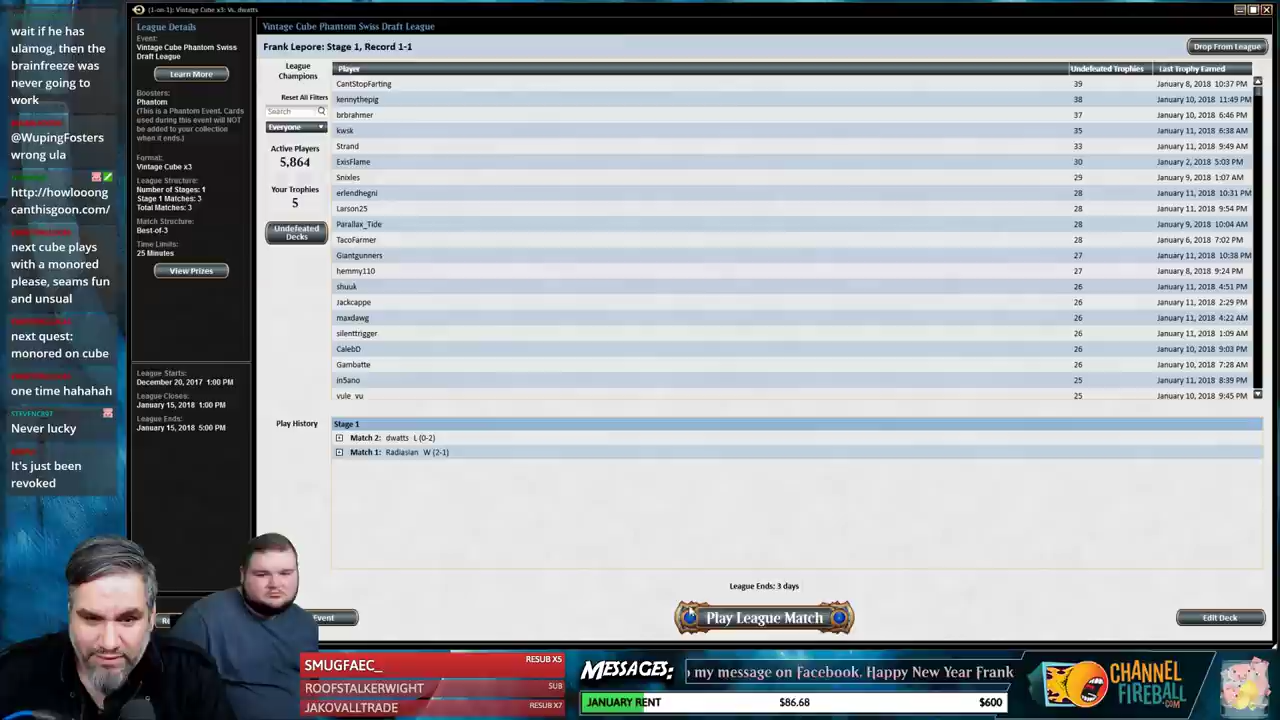 (1-on-1): Vintage Cube x3: Vs. dwatts
wait if he has
ulamog, then the
brainfreeze was
never going to
work
@WupingFosters
wrong ula
http://howlooong
canthisgoon.com/
next cube plays
with a monored
please, seams fun
and unusual
next quest:
monored on cube
one time hahahah
STEVENC897
Never lucky
It's just been
revoked
League Details
Event:
Vintage Cube Phantom Swiss
Draft League
Learn More
Boosters:
Phantom
(This is a Phantom Event. Cards
used during this event will NOT
be added to your collection
when it ends.)
Format:
Vintage Cube x3
League Structure:
Number of Stages: 1
Stage 1 Matches: 3
Total Matches: 3
Match Structure:
Best-of-3
Time Limits:
25 Minutes
View Prizes
League Starts:
December 20, 2017 1:00 PM
League Closes:
January 15, 2018 1:00 PM
League Ends:
January 15, 2018 5:00 PM
Vintage Cube Phantom Swiss Draft League
Frank Lepore: Stage 1, Record 1-1
Drop From League
League
Champions
Reset All Filters
Search
Everyone
Active Players
5,864
Your Trophies
5
Undefeated
Decks
Player Undefeated Trophies Last Trophy Earned
CantStopFarting 39 January 8, 2018 10:37 PM
kennythepig 38 January 10, 2018 11:49 PM
brbrahmer 37 January 10, 2018 6:46 PM
kwsk 35 January 11, 2018 6:38 AM
Strand 33 January 11, 2018 9:49 AM
ExisFlame 30 January 2, 2018 5:03 PM
Snixles 29 January 9, 2018 1:07 AM
erlendhegni 28 January 11, 2018 10:31 PM
Larson25 28 January 11, 2018 9:54 PM
Parallax_Tide 28 January 9, 2018 10:04 AM
TacoFarmer 28 January 6, 2018 7:02 PM
Giantgunners 27 January 11, 2018 10:38 PM
hemmy110 27 January 8, 2018 9:24 PM
shuuk 26 January 11, 2018 4:51 PM
Jackcappe 26 January 11, 2018 2:29 PM
maxdawg 26 January 11, 2018 4:22 AM
silenttrigger 26 January 11, 2018 1:09 AM
CalebD 26 January 10, 2018 9:03 PM
Gambatte 26 January 10, 2018 7:28 AM
in5ano 25 January 11, 2018 8:39 PM
vule_vu 25 January 10, 2018 9:45 PM
Play History
Stage 1
Match 2: dwatts L (0-2)
Match 1: Radiasian W (2-1)
League Ends: 3 days
Re
Event
Play League Match
Edit Deck
SMUGFAEC_ RESUB X5
ROOFSTALKERWIGHT SUB
JAKOVALLTRADE RESUB X7
MESSAGES:
my message on Facebook. Happy New Year Frank
JANUARY RENT $86.68 $600
CHANNEL
FIREBALL
.COM